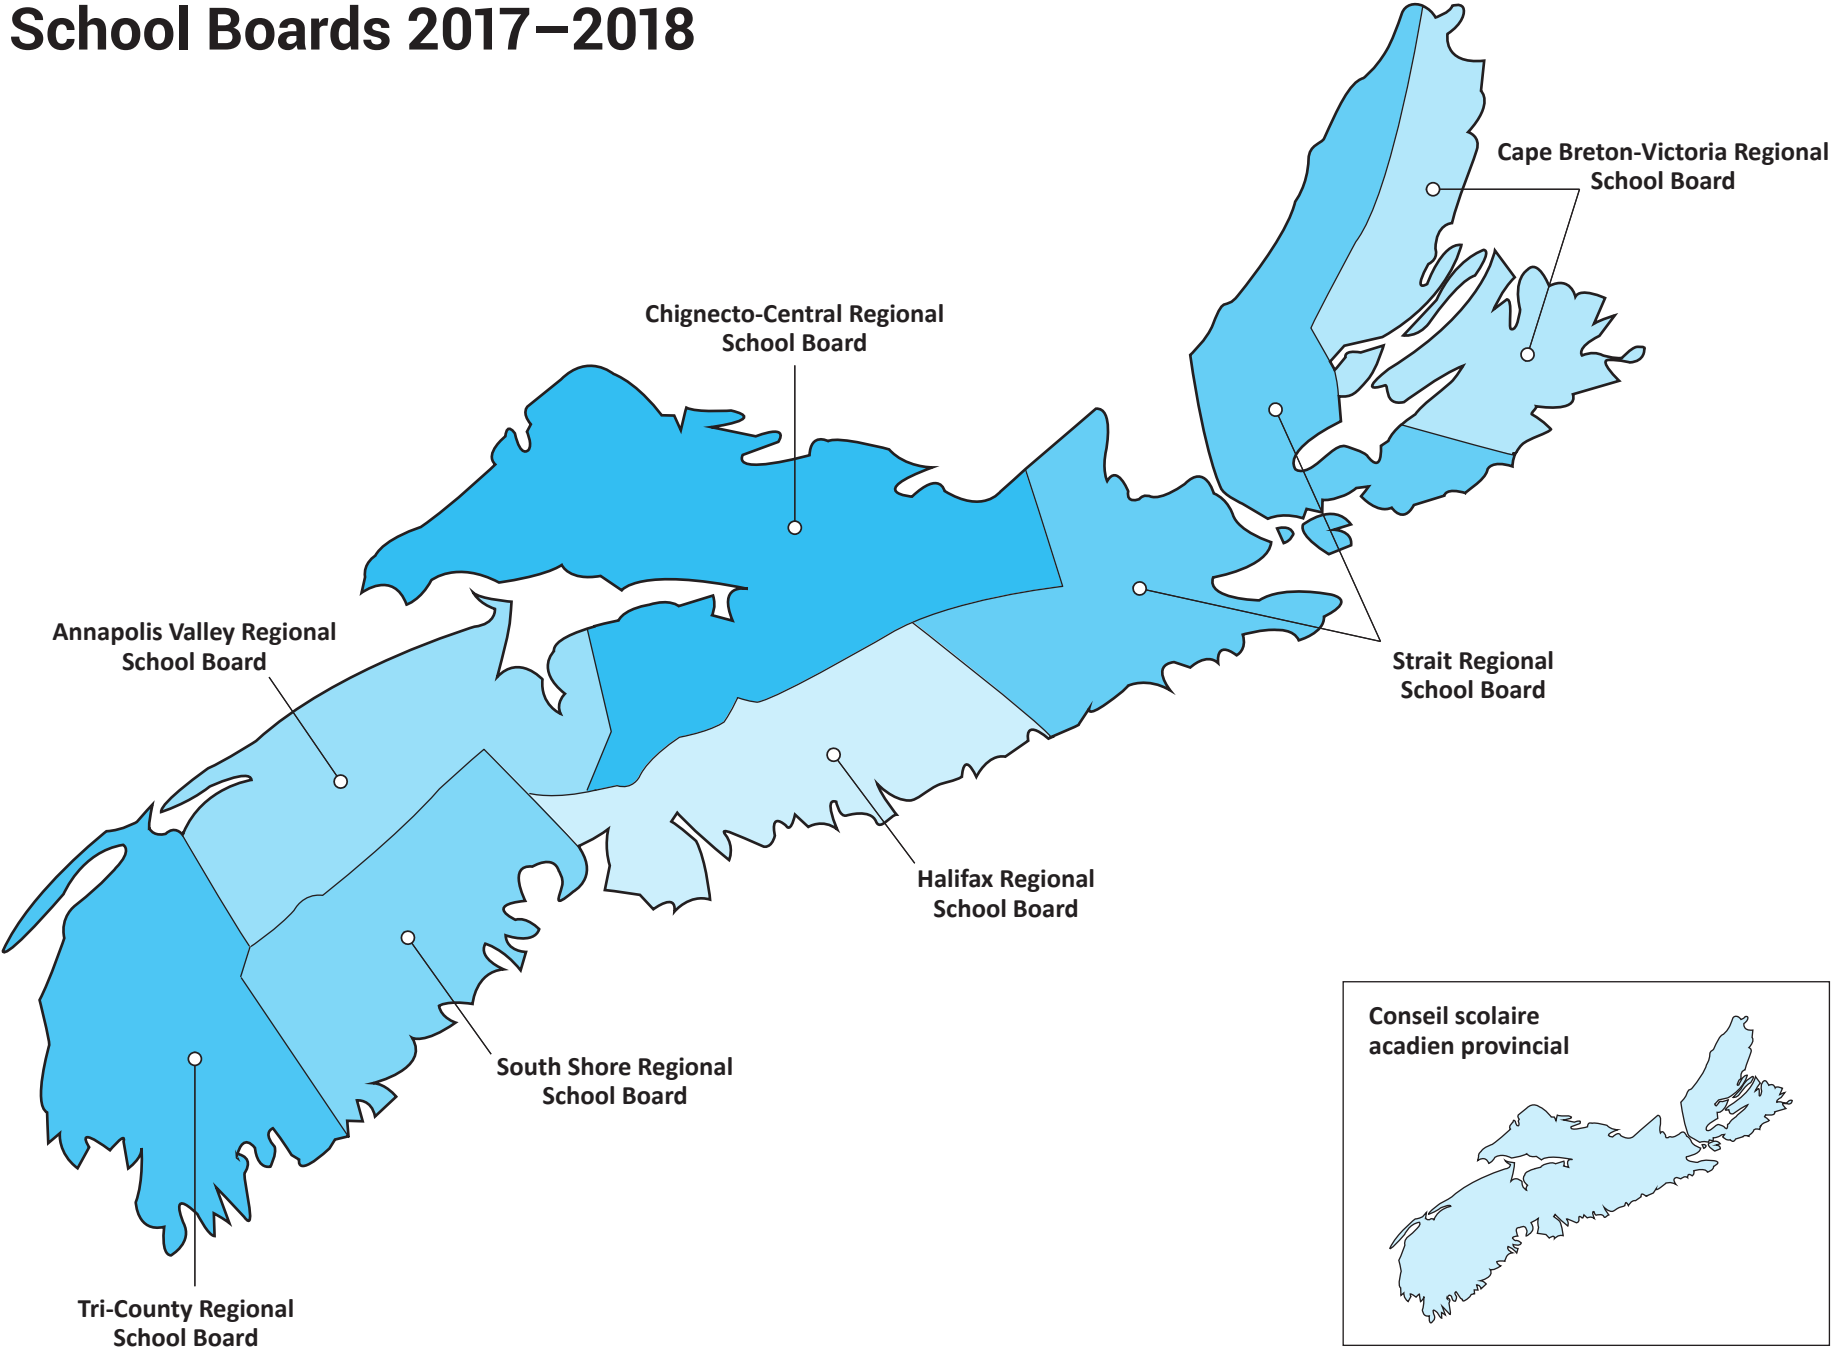 School Boards 2017–2018
Cape Breton-Victoria Regional
School Board
Chignecto-Central Regional
School Board
Annapolis Valley Regional
School Board
Strait Regional
School Board
Halifax Regional
School Board
South Shore Regional
School Board
Tri-County Regional
School Board
Conseil scolaire
acadien provincial